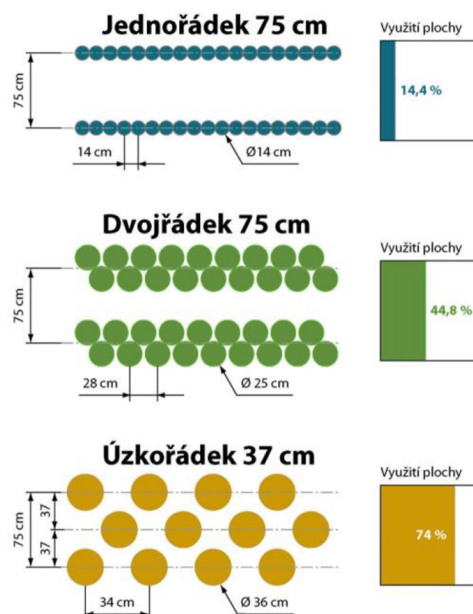 Jednořádek 75 cm
Využití plochy
75 cm
14,4 %
14 cm
Ø14 cm
Dvojřádek 75 cm
Využití plochy
75 cm
44,8 %
28 cm
Ø 25 cm
Úzkořádek 37 cm
Využití plochy
75 cm
37
37
74 %
34 cm
Ø 36 cm